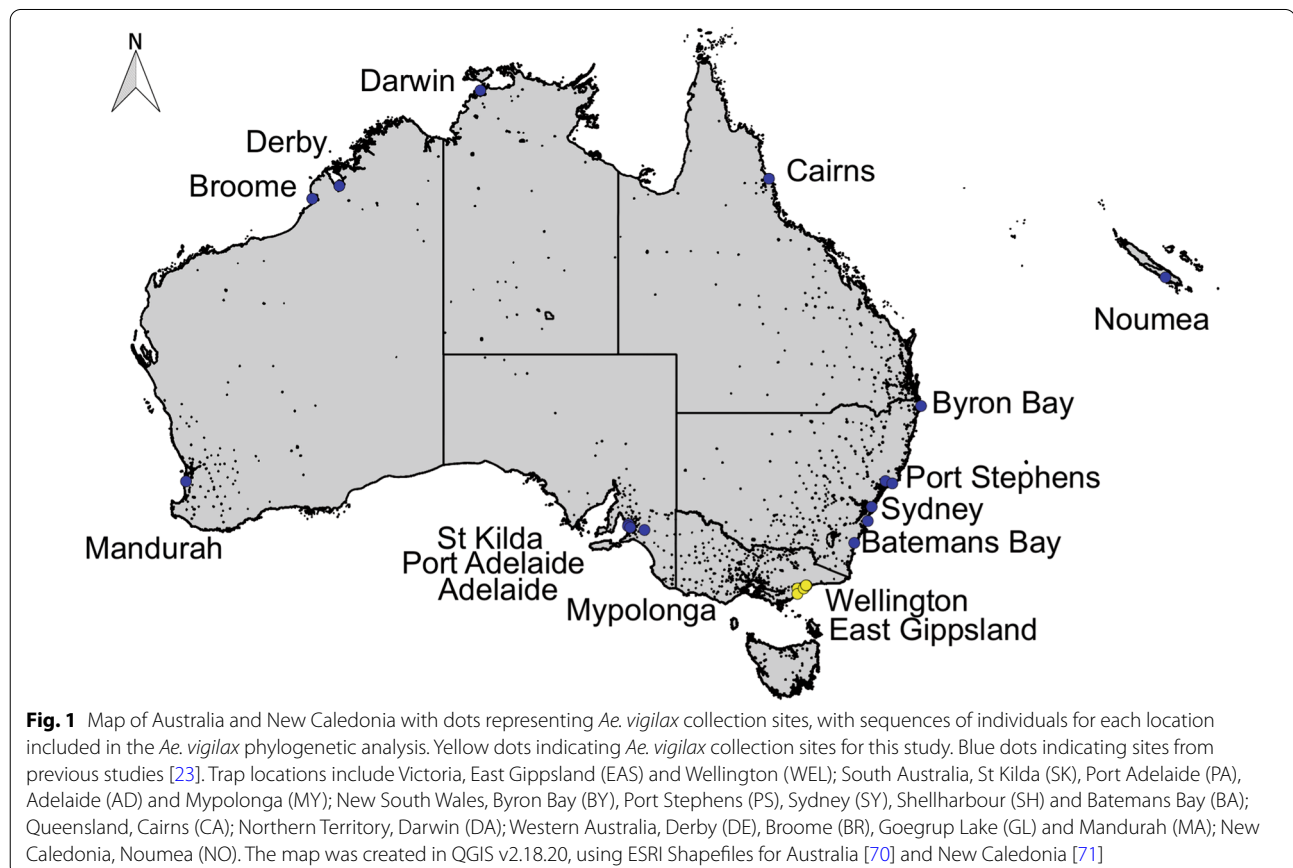 N
Darwin
Derby
Broome
Cairns
Noumea
Byron Bay
Port Stephens
Sydney
Batemans Bay
Mandurah
St Kilda
Port Adelaide
Adelaide
Mypolonga
Wellington
East Gippsland
Fig. 1 Map of Australia and New Caledonia with dots representing Ae. vigilax collection sites, with sequences of individuals for each location
included in the Ae. vigilax phylogenetic analysis. Yellow dots indicating Ae. vigilax collection sites for this study. Blue dots indicating sites from
previous studies [23]. Trap locations include Victoria, East Gippsland (EAS) and Wellington (WEL); South Australia, St Kilda (SK), Port Adelaide (PA),
Adelaide (AD) and Mypolonga (MY); New South Wales, Byron Bay (BY), Port Stephens (PS), Sydney (SY), Shellharbour (SH) and Batemans Bay (BA);
Queensland, Cairns (CA); Northern Territory, Darwin (DA); Western Australia, Derby (DE), Broome (BR), Goegrup Lake (GL) and Mandurah (MA); New
Caledonia, Noumea (NO). The map was created in QGIS v2.18.20, using ESRI Shapefiles for Australia [70] and New Caledonia [71]